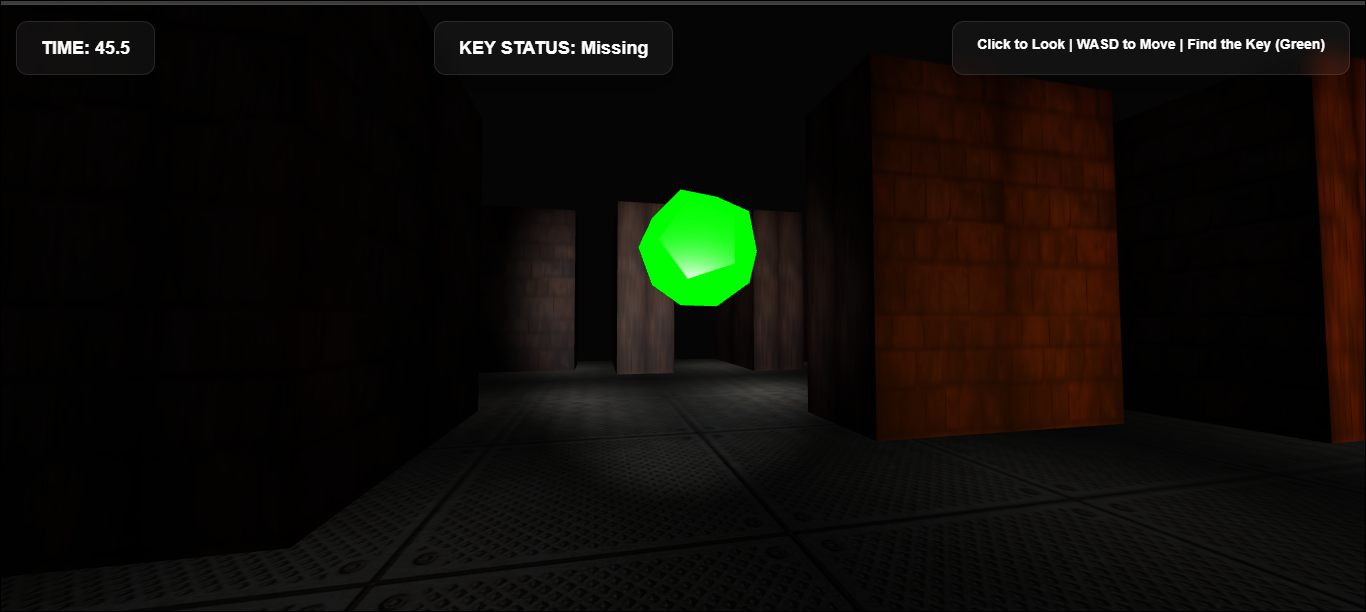 TIME: 45.5
KEY STATUS: Missing
Click to Look | WASD to Move | Find the Key (Green)